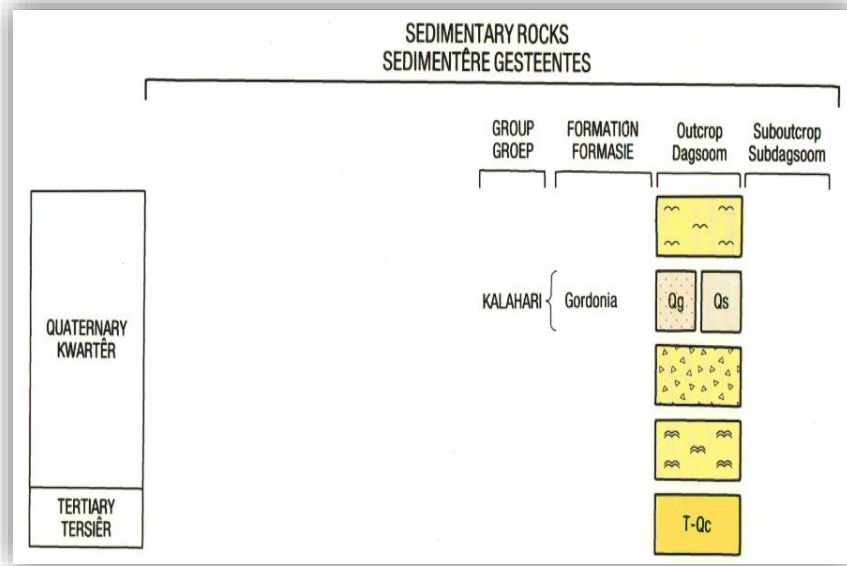 SEDIMENTARY ROCKS
SEDIMENTÊRE GESTEENTES
GROUP
GROEP
FORMATION
FORMASIE
Outcrop
Dagsoom
Suboutcrop
Subdagsoom
KALAHARI
Gordonia
Qg
Qs
QUATERNARY
KWARTÊR
TERTIARY
TERSIÊR
T-Qc